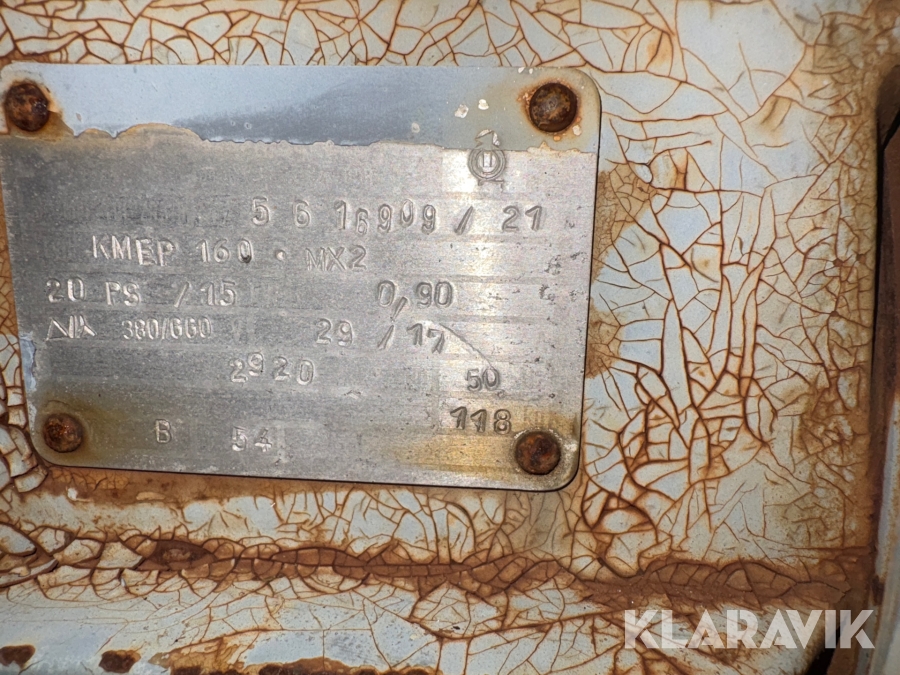 5 6 16909 / 21
KMEP 160 · MX2
20 PS / 15 0,90
380/660 29 / 17
2920 50
118
B 54
KLARAVIK